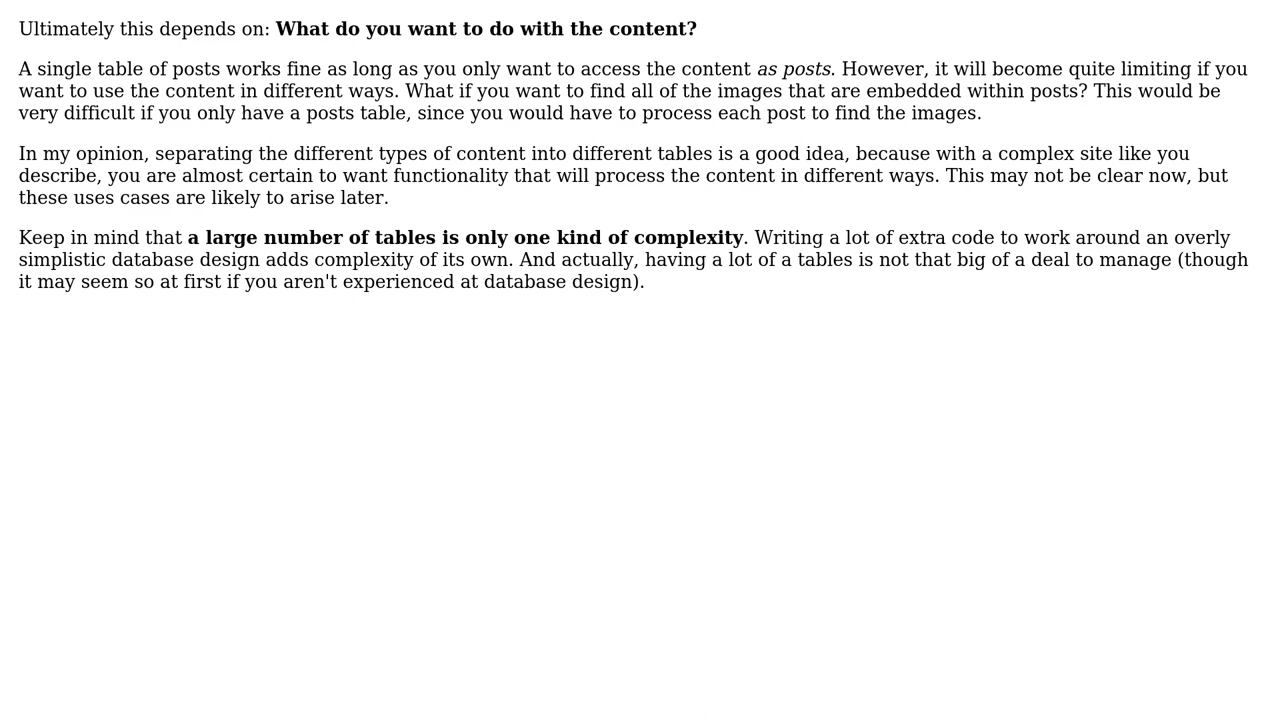 Ultimately this depends on: What do you want to do with the content?
A single table of posts works fine as long as you only want to access the content as posts. However, it will become quite limiting if you
want to use the content in different ways. What if you want to find all of the images that are embedded within posts? This would be
very difficult if you only have a posts table, since you would have to process each post to find the images.
In my opinion, separating the different types of content into different tables is a good idea, because with a complex site like you
describe, you are almost certain to want functionality that will process the content in different ways. This may not be clear now, but
these uses cases are likely to arise later.
Keep in mind that a large number of tables is only one kind of complexity. Writing a lot of extra code to work around an overly
simplistic database design adds complexity of its own. And actually, having a lot of a tables is not that big of a deal to manage (though
it may seem so at first if you aren't experienced at database design).